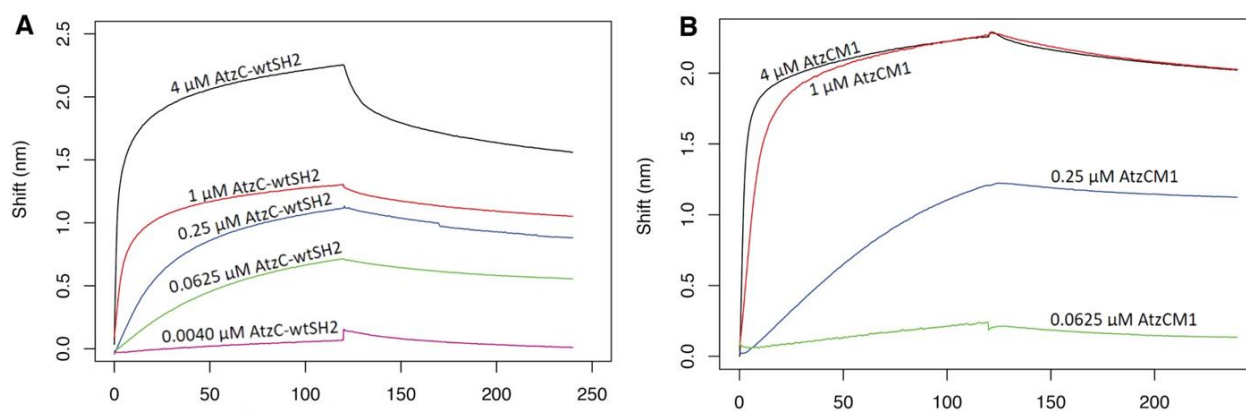 A
Shift (nm)
2.5
2.0
1.5
1.0
0.5
0.0
4 μM AtzC-wtSH2
1 μM AtzC-wtSH2
0.25 μM AtzC-wtSH2
0.0625 μM AtzC-wtSH2
0.0040 μM AtzC-wtSH2
0 50 100 150 200 250
B
Shift (nm)
2.0
1.5
1.0
0.5
0.0
4 μM AtzCM1
1 μM AtzCM1
0.25 μM AtzCM1
0.0625 μM AtzCM1
0 50 100 150 200